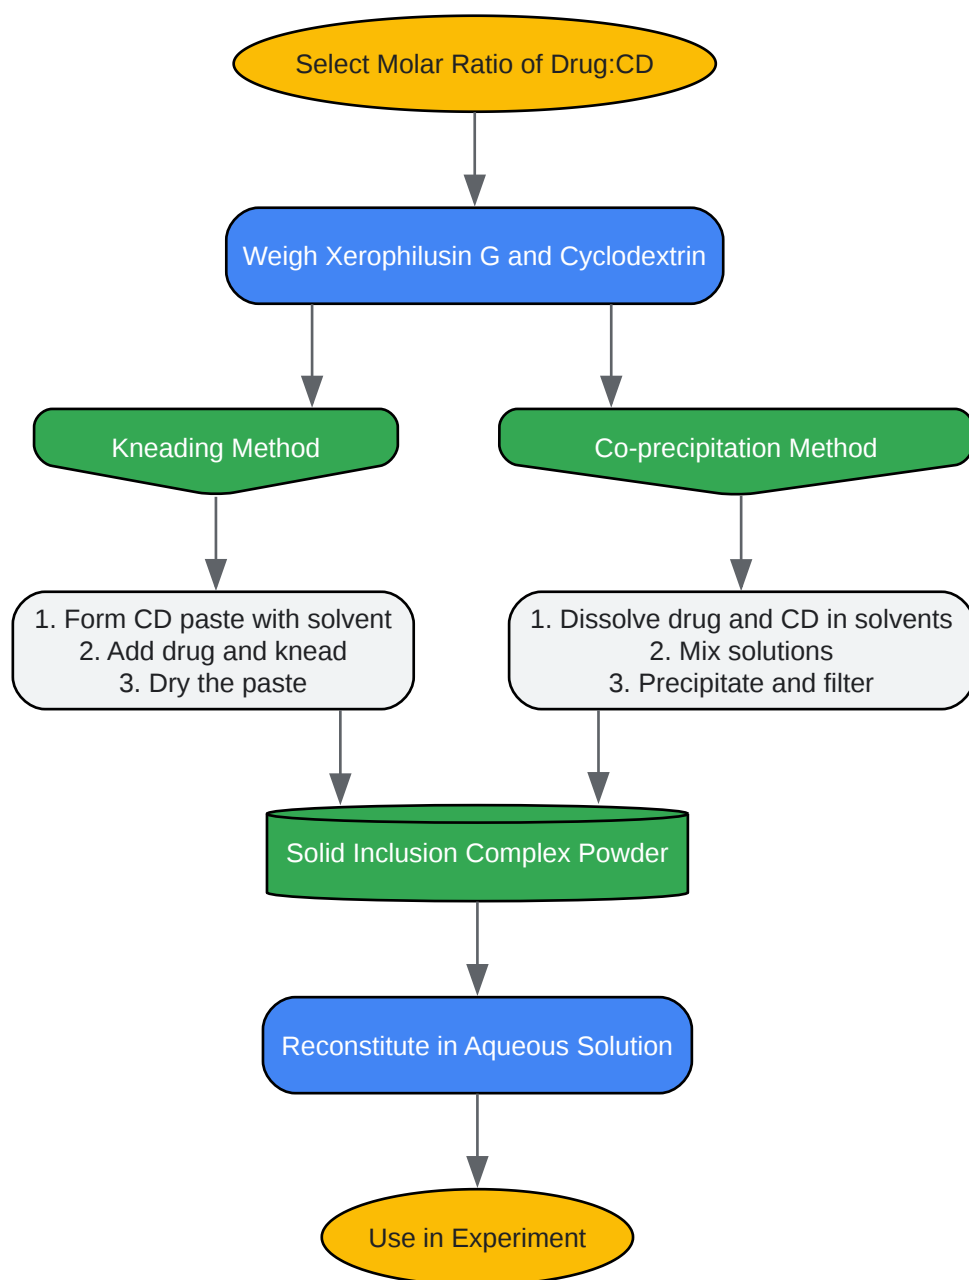 Select Molar Ratio of Drug:CD
Weigh Xerophilusin G and Cyclodextrin
Kneading Method
Co-precipitation Method
1. Form CD paste with solvent
2. Add drug and knead
3. Dry the paste
1. Dissolve drug and CD in solvents
2. Mix solutions
3. Precipitate and filter
Solid Inclusion Complex Powder
Reconstitute in Aqueous Solution
Use in Experiment